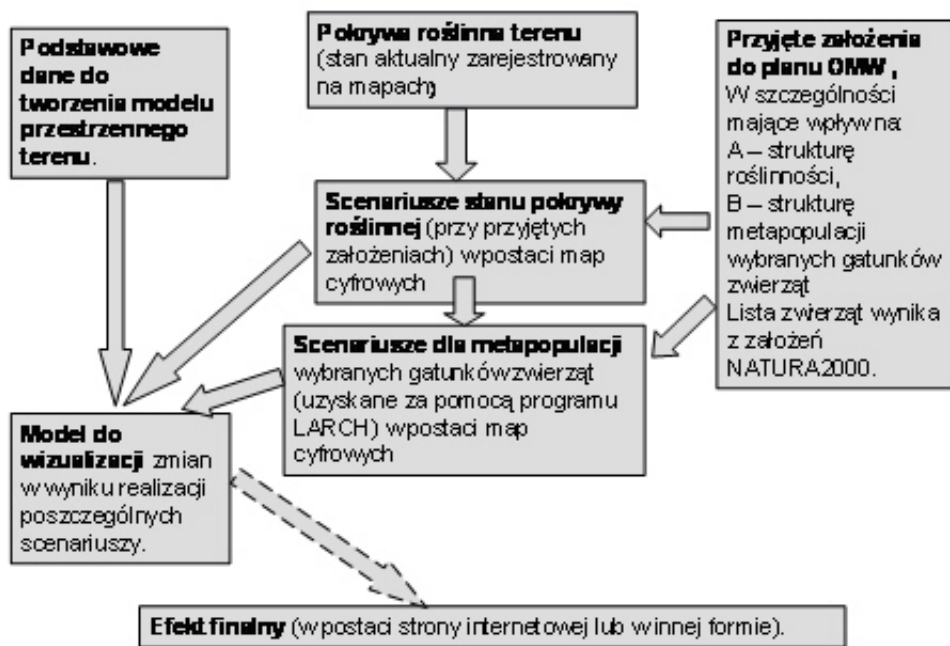 Podstawowe
dane do
tworzenia modelu
przestrzennego
terenu.
Pokrywa roślinna terenu
(stan aktualny zarejestrowany
na mapach)
Przyjęte założenia
do planu OMW ,
W szczególności
mające wpływ na:
A – strukturę
roślinności,
B – strukturę
metapopulacji
wybranych gatunków
zwierząt
Lista zwierząt wynika
z założeń
NATURA2000.
Scenariusze stanu pokrywy
roślinnej (przy przyjętych
założeniach) w postaci map
cyfrowych
Scenariusze dla metapopulacji
wybranych gatunków zwierząt
(uzyskane za pomocą programu
LARCH) w postaci map
cyfrowych
Model do
wizualizacji zmian
w wyniku realizacji
poszczególnych
scenariuszy.
Efekt finalny (w postaci strony internetowej lub w innej formie).